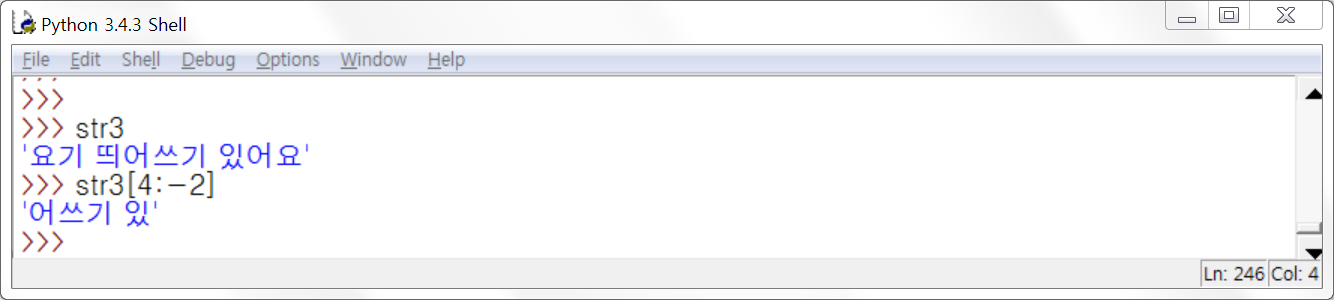 Python 3.4.3 Shell
File Edit Shell Debug Options Window Help
>>>
>>> str3
'요기 띄어쓰기 있어요'
>>> str3[4:-2]
'어쓰기 있'
>>>
Ln: 246 Col: 4